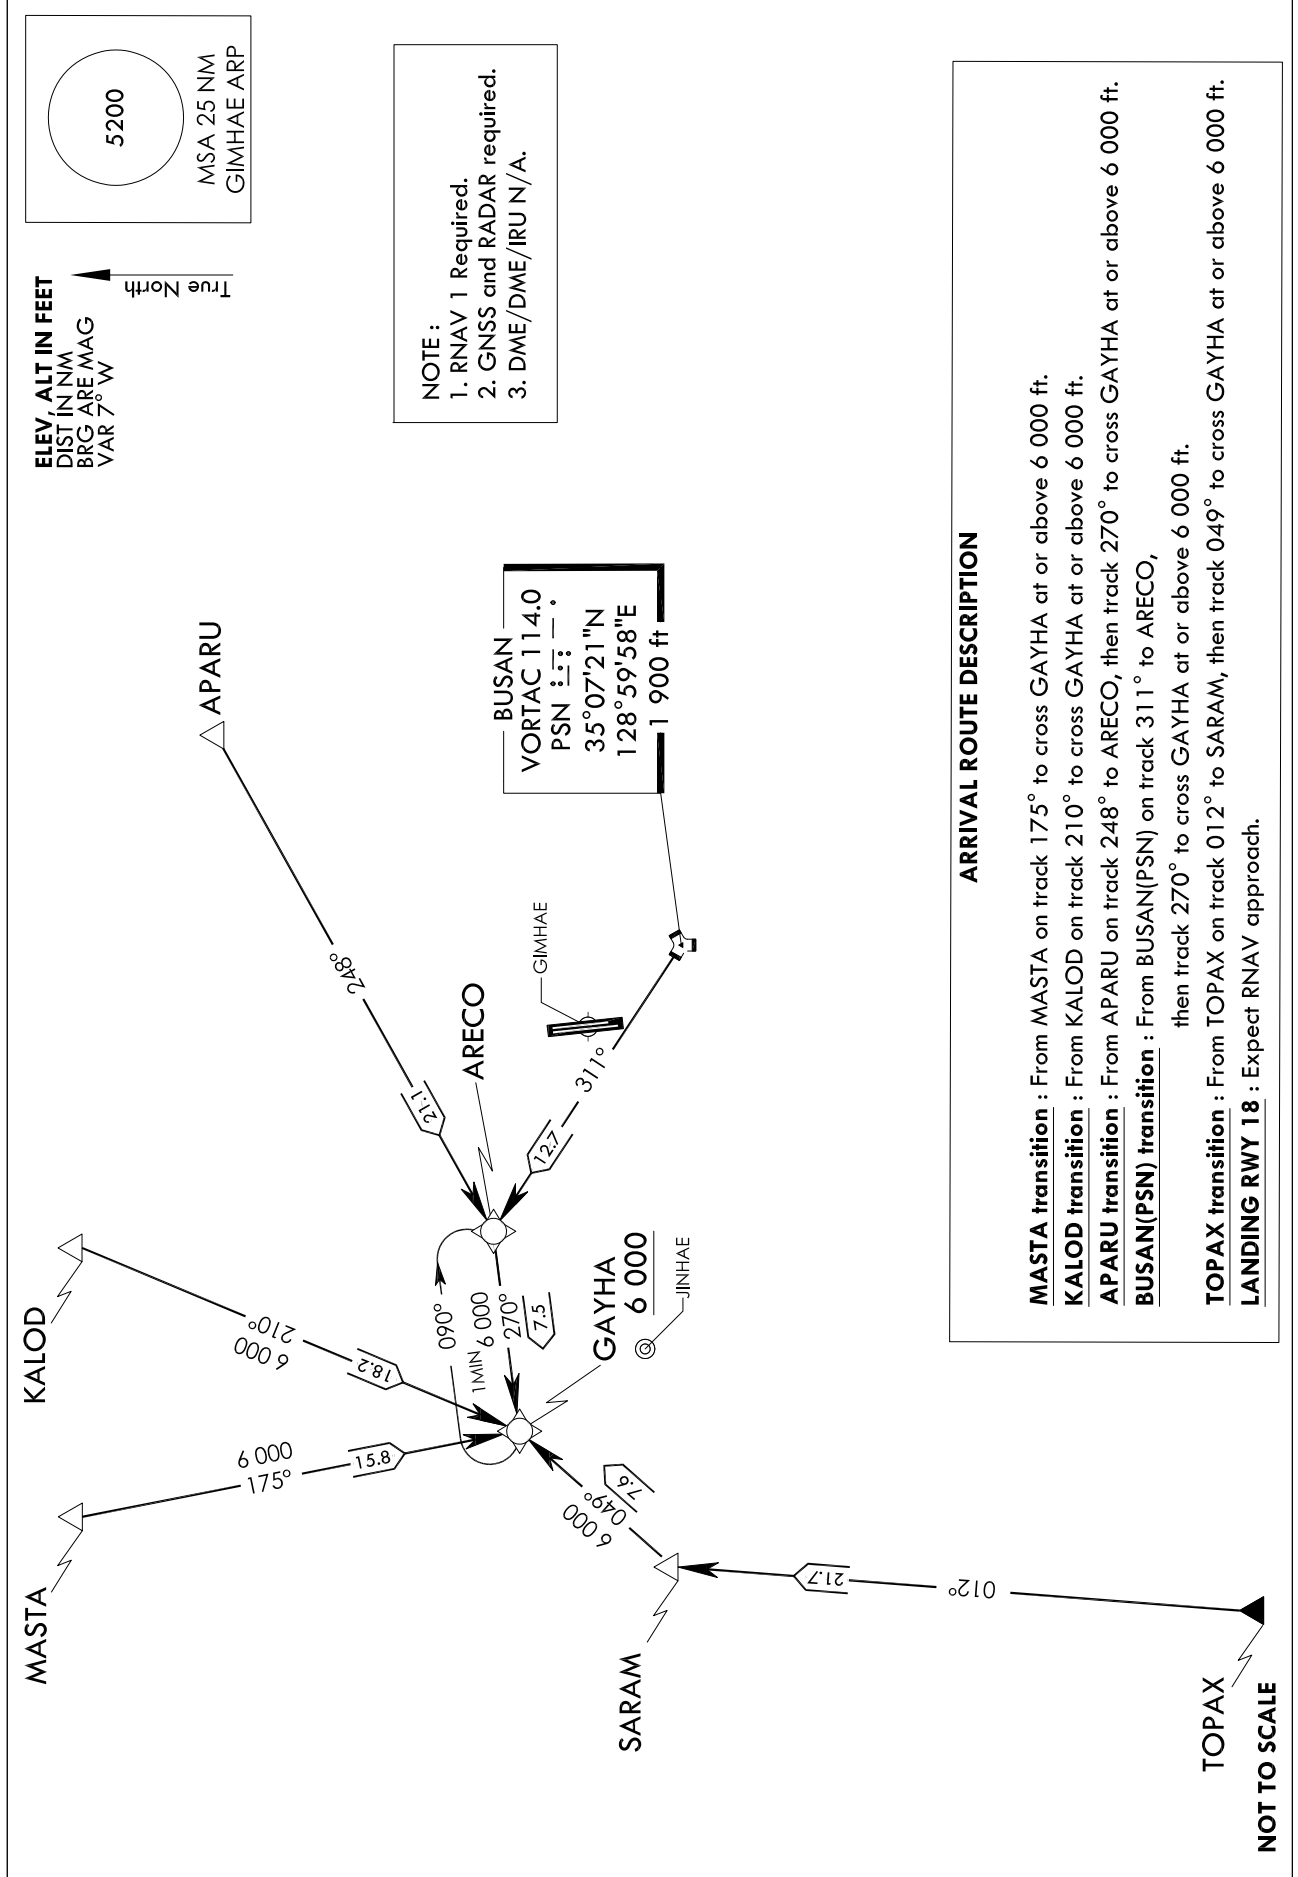 ELEV, ALT IN FEET
DIST IN NM
BRG ARE MAG
VAR 7° W
True North
5200
MSA 25 NM
GIMHAE ARP
NOTE :
1. RNAV 1 Required.
2. GNSS and RADAR required.
3. DME/DME/IRU N/A.
MASTA
6 000
175°
15.8
KALOD
210°
6 000
18.2
APARU
248°
21.1
ARECO
090°
1MIN
6 000
270°
7.5
GIMHAE
311°
12.7
BUSAN
VORTAC 114.0
PSN
35°07'21"N
128°59'58"E
1 900 ft
GAYHA
6 000
JINHAE
049°
6 000
7.6
SARAM
21.7
012°
TOPAX
NOT TO SCALE
ARRIVAL ROUTE DESCRIPTION
MASTA transition : From MASTA on track 175° to cross GAYHA at or above 6 000 ft.
KALOD transition : From KALOD on track 210° to cross GAYHA at or above 6 000 ft.
APARU transition : From APARU on track 248° to ARECO, then track 270° to cross GAYHA at or above 6 000 ft.
BUSAN(PSN) transition : From BUSAN(PSN) on track 311° to ARECO,
then track 270° to cross GAYHA at or above 6 000 ft.
TOPAX transition : From TOPAX on track 012° to SARAM, then track 049° to cross GAYHA at or above 6 000 ft.
LANDING RWY 18 : Expect RNAV approach.